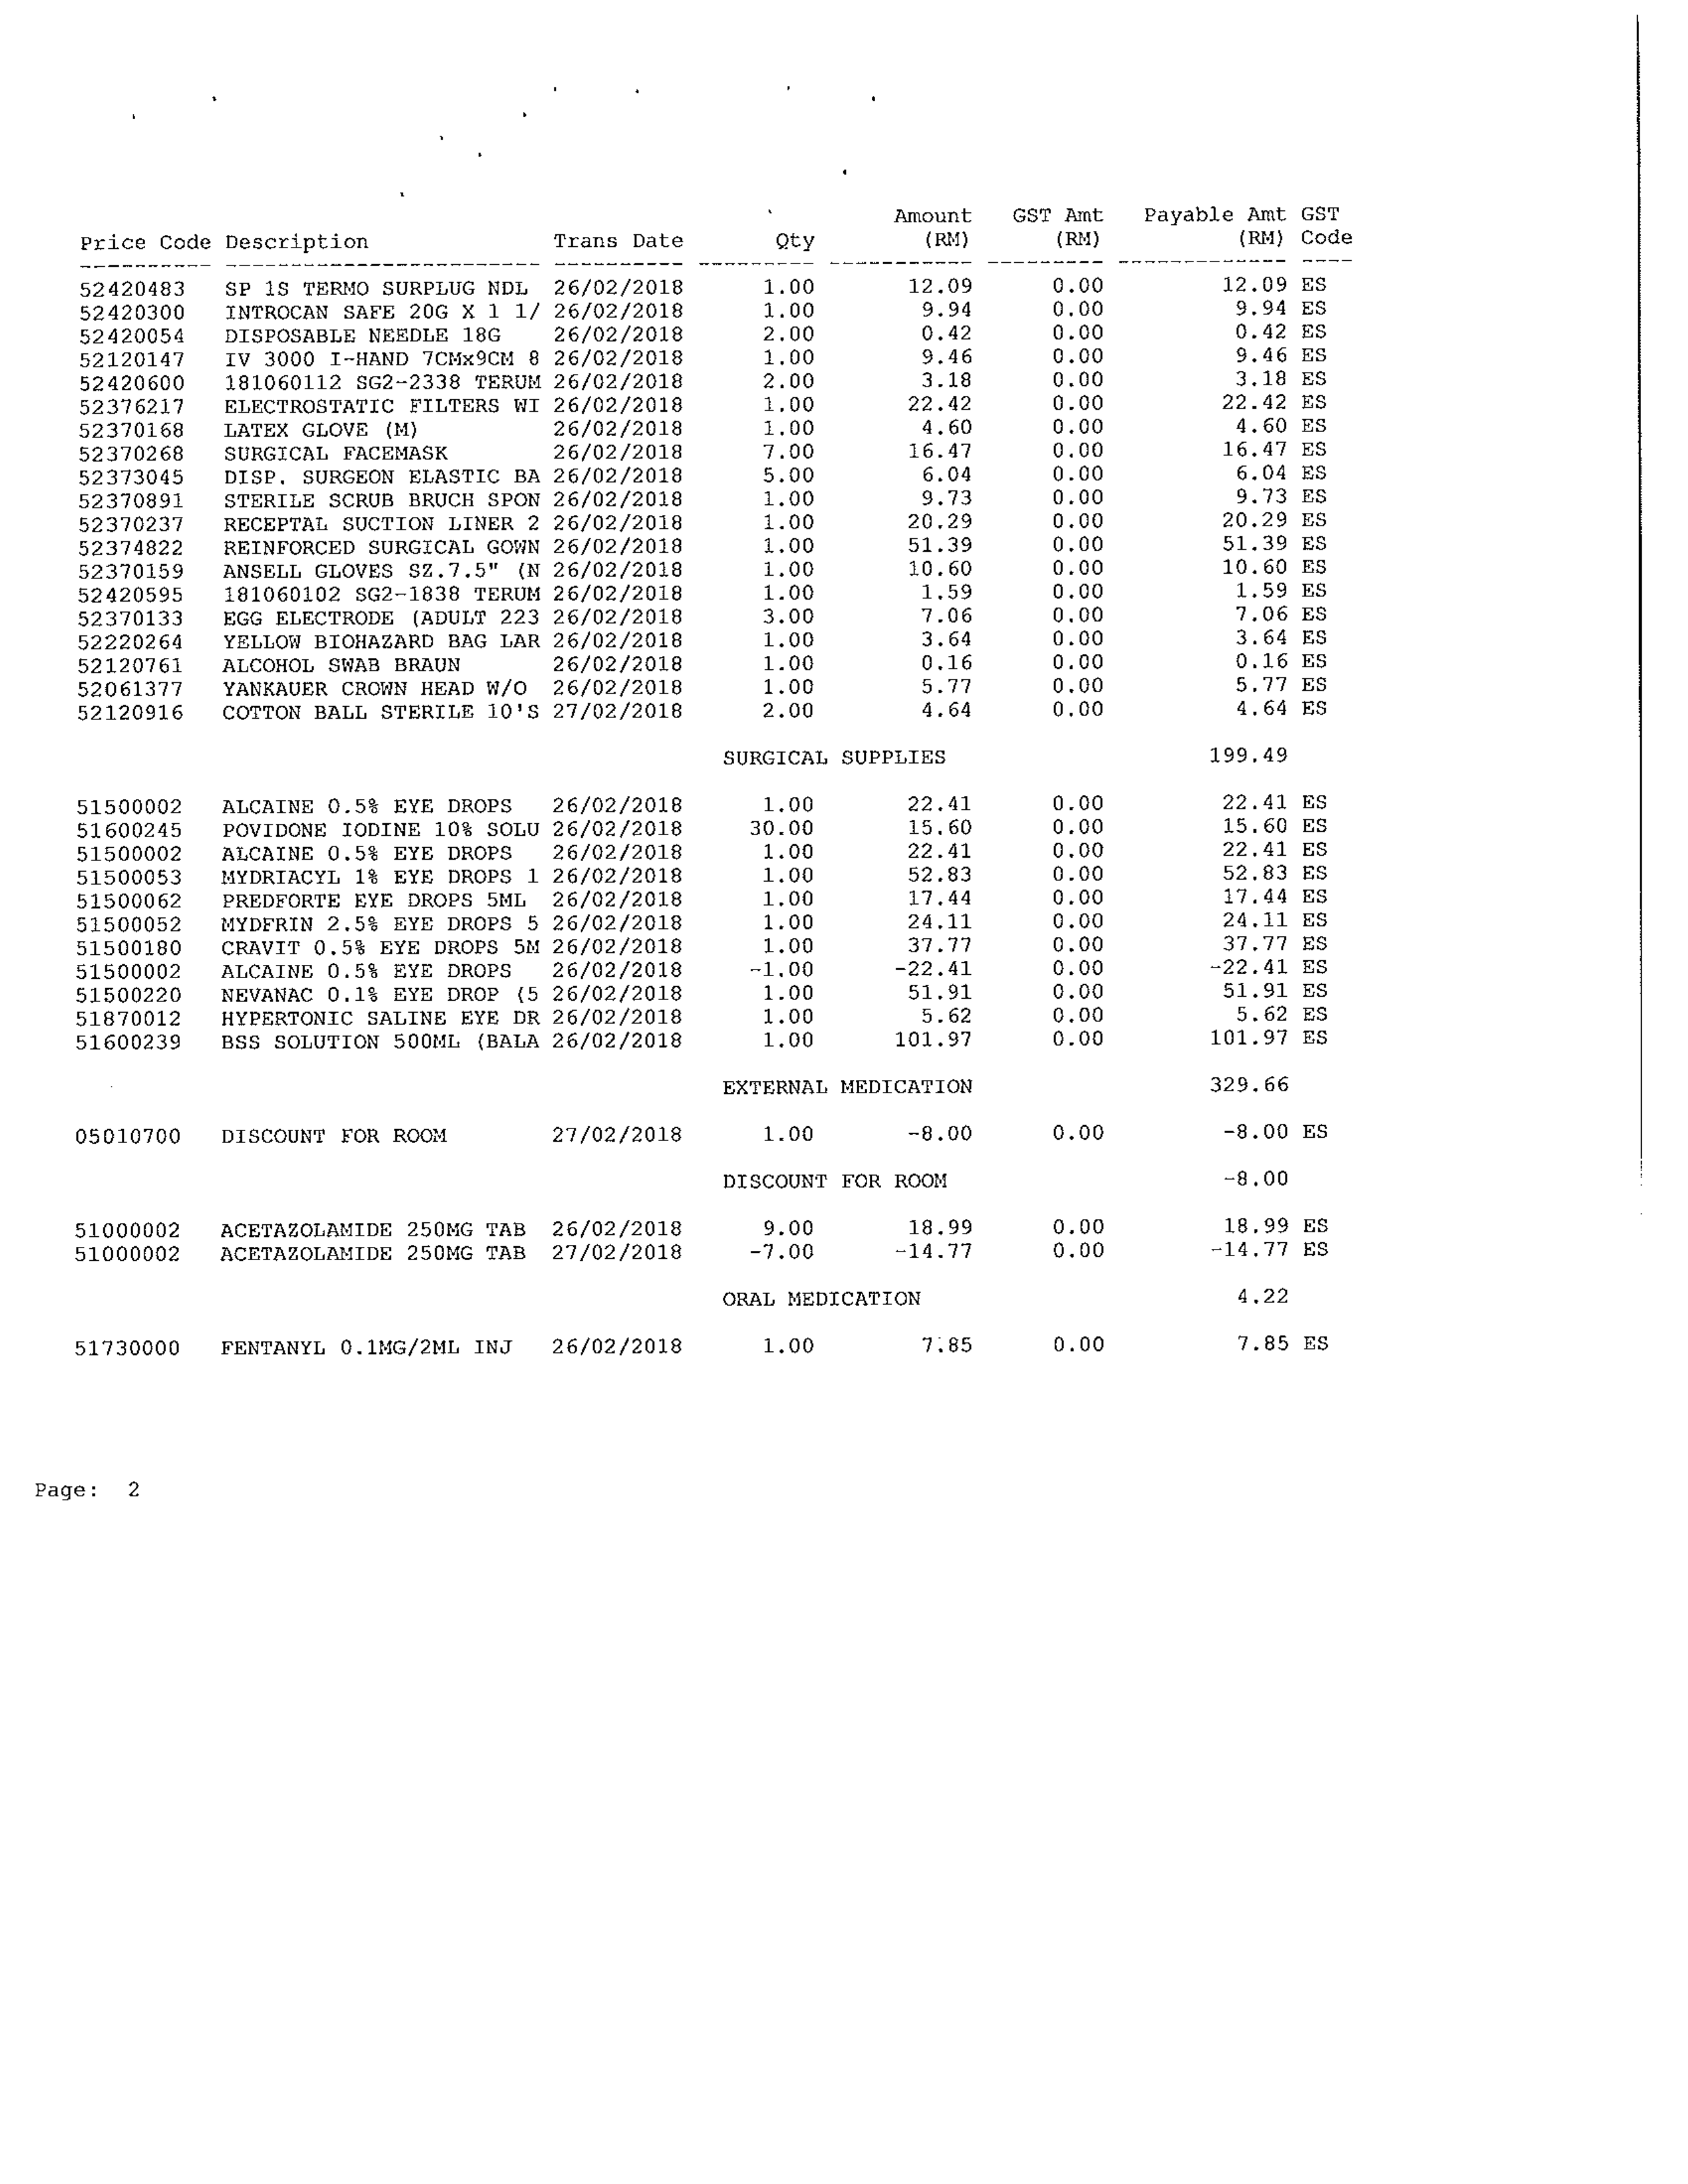 Amount GST Amt Payable Amt GST
Price Code Description Trans Date Qty (RM) (RM) (RM) Code
52420483 SP 1S TERMO SURPLUG NDL 26/02/2018 1.00 12.09 0.00 12.09 ES
52420300 INTROCAN SAFE 20G X 1 1/ 26/02/2018 1.00 9.94 0.00 9.94 ES
52420054 DISPOSABLE NEEDLE 18G 26/02/2018 2.00 0.42 0.00 0.42 ES
52120147 IV 3000 I-HAND 7CMx9CM 8 26/02/2018 1.00 9.46 0.00 9.46 ES
52420600 181060112 SG2-2338 TERUM 26/02/2018 2.00 3.18 0.00 3.18 ES
52376217 ELECTROSTATIC FILTERS WI 26/02/2018 1.00 22.42 0.00 22.42 ES
52370168 LATEX GLOVE (M) 26/02/2018 1.00 4.60 0.00 4.60 ES
52370268 SURGICAL FACEMASK 26/02/2018 7.00 16.47 0.00 16.47 ES
52373045 DISP. SURGEON ELASTIC BA 26/02/2018 5.00 6.04 0.00 6.04 ES
52370891 STERILE SCRUB BRUCH SPON 26/02/2018 1.00 9.73 0.00 9.73 ES
52370237 RECEPTAL SUCTION LINER 2 26/02/2018 1.00 20.29 0.00 20.29 ES
52374822 REINFORCED SURGICAL GOWN 26/02/2018 1.00 51.39 0.00 51.39 ES
52370159 ANSELL GLOVES SZ.7.5" (N 26/02/2018 1.00 10.60 0.00 10.60 ES
52420595 181060102 SG2-1838 TERUM 26/02/2018 1.00 1.59 0.00 1.59 ES
52370133 EGG ELECTRODE (ADULT 223 26/02/2018 3.00 7.06 0.00 7.06 ES
52220264 YELLOW BIOHAZARD BAG LAR 26/02/2018 1.00 3.64 0.00 3.64 ES
52120761 ALCOHOL SWAB BRAUN 26/02/2018 1.00 0.16 0.00 0.16 ES
52061377 YANKAUER CROWN HEAD W/O 26/02/2018 1.00 5.77 0.00 5.77 ES
52120916 COTTON BALL STERILE 10'S 27/02/2018 2.00 4.64 0.00 4.64 ES
SURGICAL SUPPLIES 199.49
51500002 ALCAINE 0.5% EYE DROPS 26/02/2018 1.00 22.41 0.00 22.41 ES
51600245 POVIDONE IODINE 10% SOLU 26/02/2018 30.00 15.60 0.00 15.60 ES
51500002 ALCAINE 0.5% EYE DROPS 26/02/2018 1.00 22.41 0.00 22.41 ES
51500053 MYDRIACYL 1% EYE DROPS 1 26/02/2018 1.00 52.83 0.00 52.83 ES
51500062 PREDFORTE EYE DROPS 5ML 26/02/2018 1.00 17.44 0.00 17.44 ES
51500052 MYDFRIN 2.5% EYE DROPS 5 26/02/2018 1.00 24.11 0.00 24.11 ES
51500180 CRAVIT 0.5% EYE DROPS 5M 26/02/2018 1.00 37.77 0.00 37.77 ES
51500002 ALCAINE 0.5% EYE DROPS 26/02/2018 -1.00 -22.41 0.00 -22.41 ES
51500220 NEVANAC 0.1% EYE DROP (5 26/02/2018 1.00 51.91 0.00 51.91 ES
51870012 HYPERTONIC SALINE EYE DR 26/02/2018 1.00 5.62 0.00 5.62 ES
51600239 BSS SOLUTION 500ML (BALA 26/02/2018 1.00 101.97 0.00 101.97 ES
EXTERNAL MEDICATION 329.66
05010700 DISCOUNT FOR ROOM 27/02/2018 1.00 -8.00 0.00 -8.00 ES
DISCOUNT FOR ROOM -8.00
51000002 ACETAZOLAMIDE 250MG TAB 26/02/2018 9.00 18.99 0.00 18.99 ES
51000002 ACETAZOLAMIDE 250MG TAB 27/02/2018 -7.00 -14.77 0.00 -14.77 ES
ORAL MEDICATION 4.22
51730000 FENTANYL 0.1MG/2ML INJ 26/02/2018 1.00 7.85 0.00 7.85 ES
Page: 2